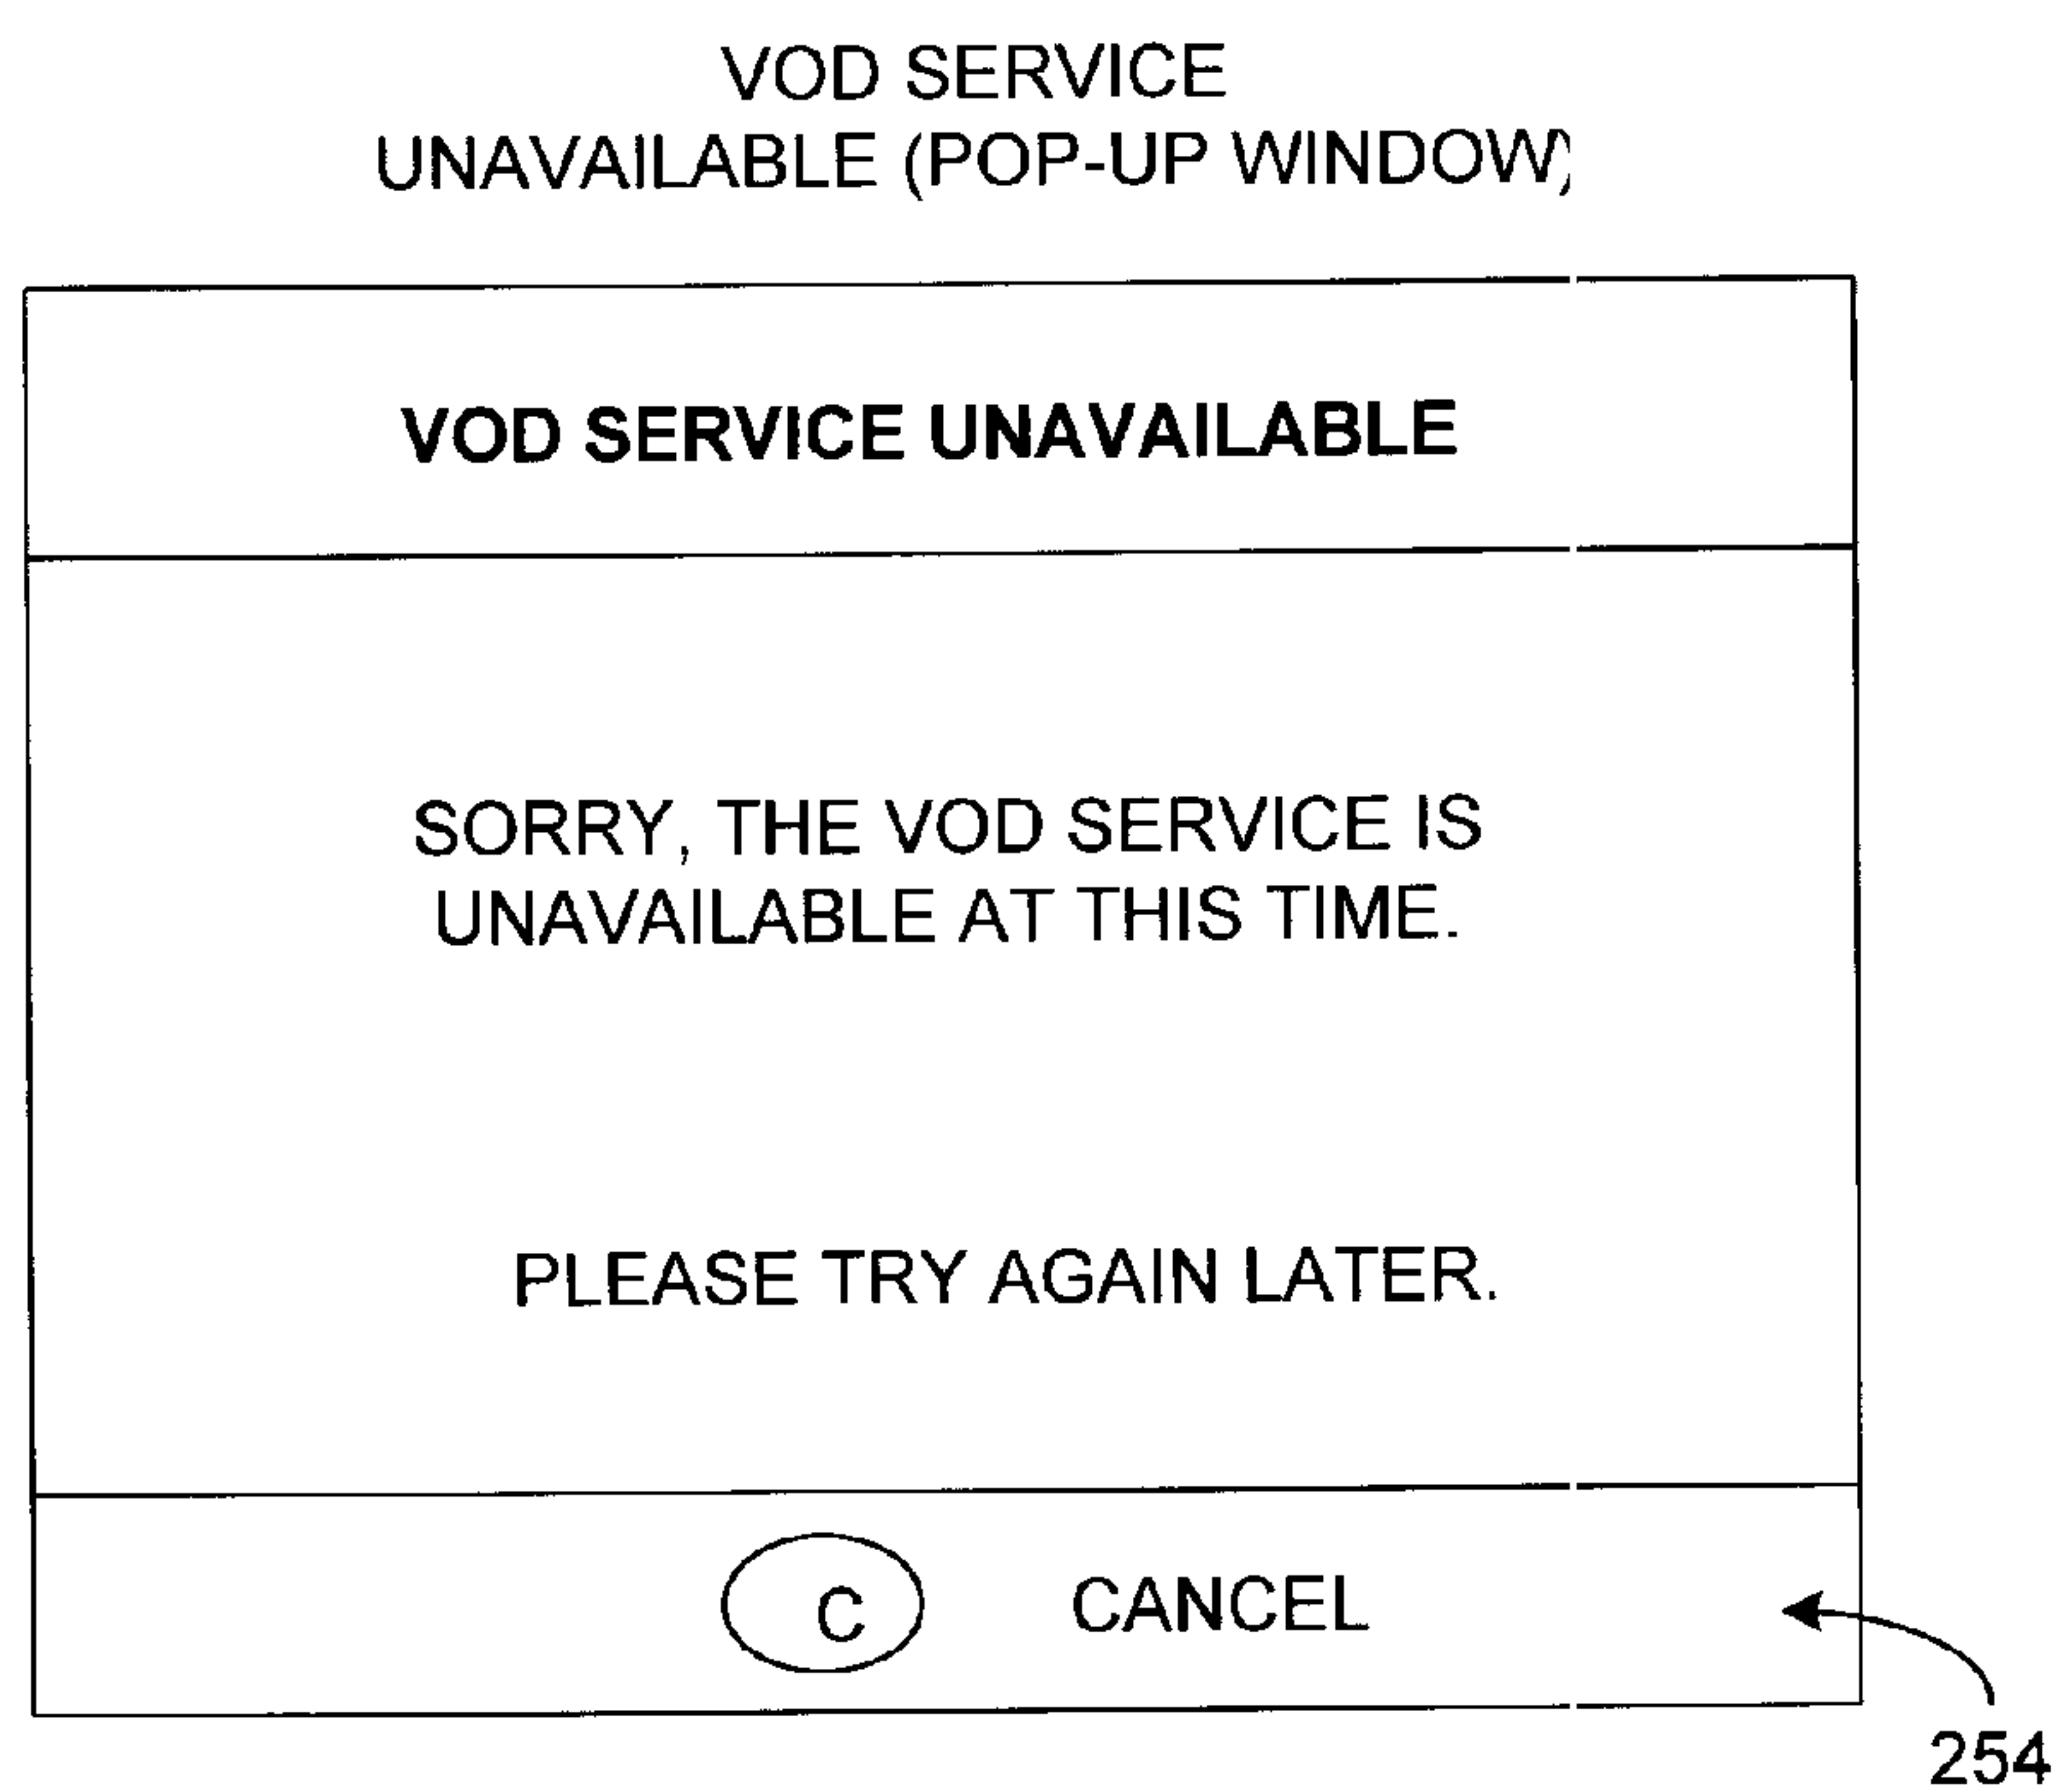 VOD SERVICE
UNAVAILABLE (POP-UP WINDOW)
VOD SERVICE UNAVAILABLE
SORRY, THE VOD SERVICE IS
UNAVAILABLE AT THIS TIME.
PLEASE TRY AGAIN LATER.
C CANCEL
254